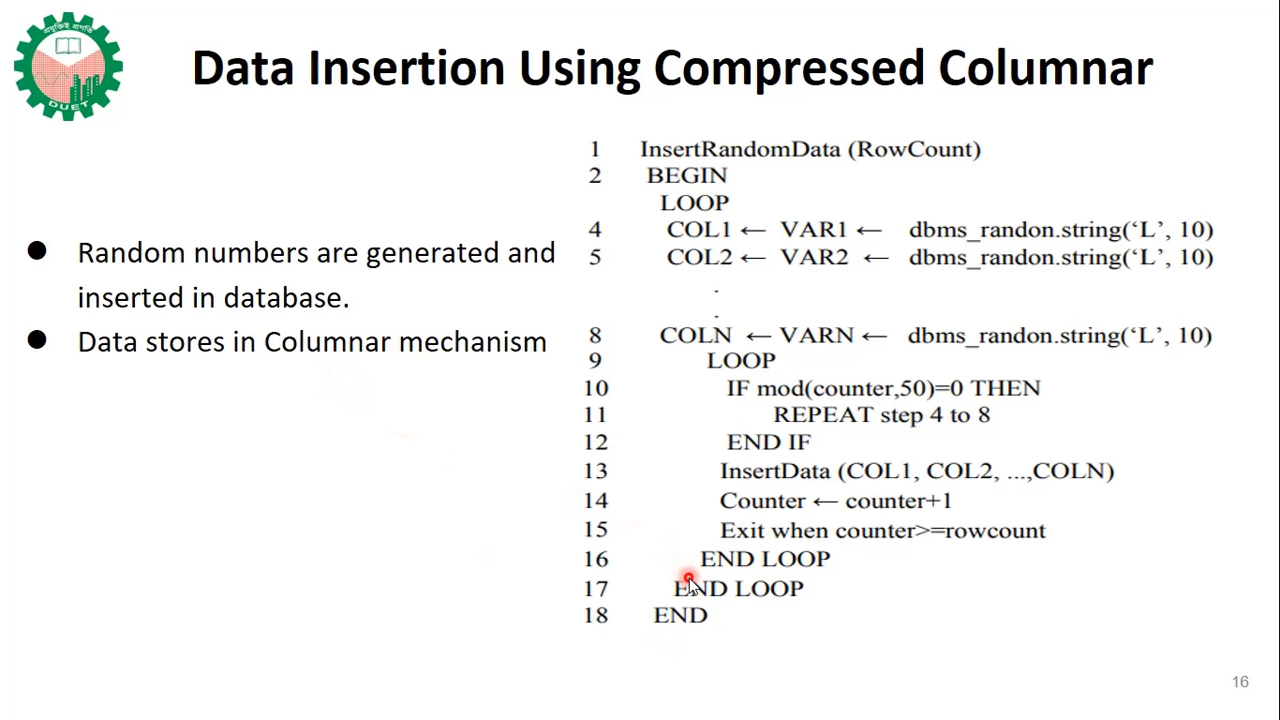 প্রযুক্তিই প্রগতি
DUET
Data Insertion Using Compressed Columnar
● Random numbers are generated and
inserted in database.
● Data stores in Columnar mechanism
1 InsertRandomData (RowCount)
2 BEGIN
LOOP
4 COL1 ← VAR1 ← dbms_randon.string(‘L’, 10)
5 COL2 ← VAR2 ← dbms_randon.string(‘L’, 10)
.
.
8 COLN ← VARN ← dbms_randon.string(‘L’, 10)
9 LOOP
10 IF mod(counter,50)=0 THEN
11 REPEAT step 4 to 8
12 END IF
13 InsertData (COL1, COL2, ...,COLN)
14 Counter ← counter+1
15 Exit when counter>=rowcount
16 END LOOP
17 END LOOP
18 END
16